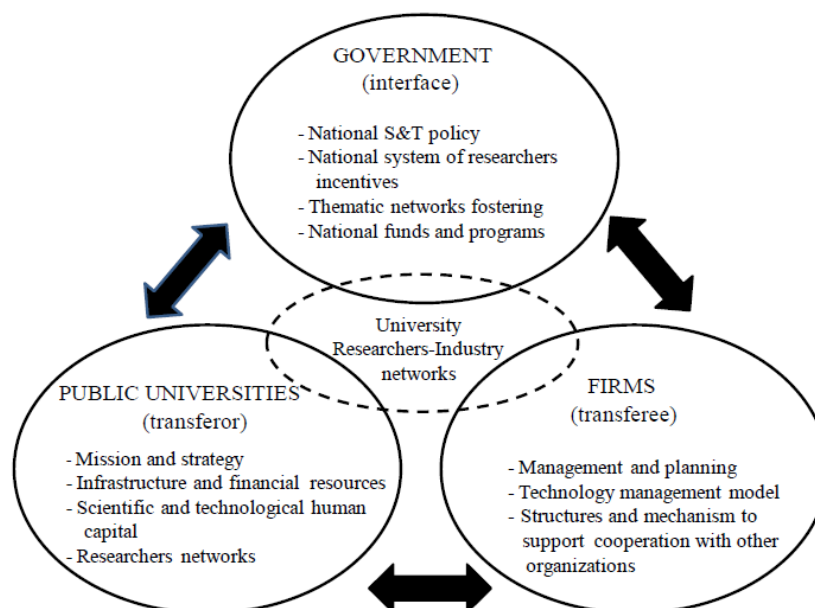 GOVERNMENT
(interface)
- National S&T policy
- National system of researchers
incentives
- Thematic networks fostering
- National funds and programs
University
Researchers-Industry
networks
PUBLIC UNIVERSITIES
(transferor)
- Mission and strategy
- Infrastructure and financial resources
- Scientific and technological human
capital
- Researchers networks
FIRMS
(transferee)
- Management and planning
- Technology management model
- Structures and mechanism to
support cooperation with other
organizations